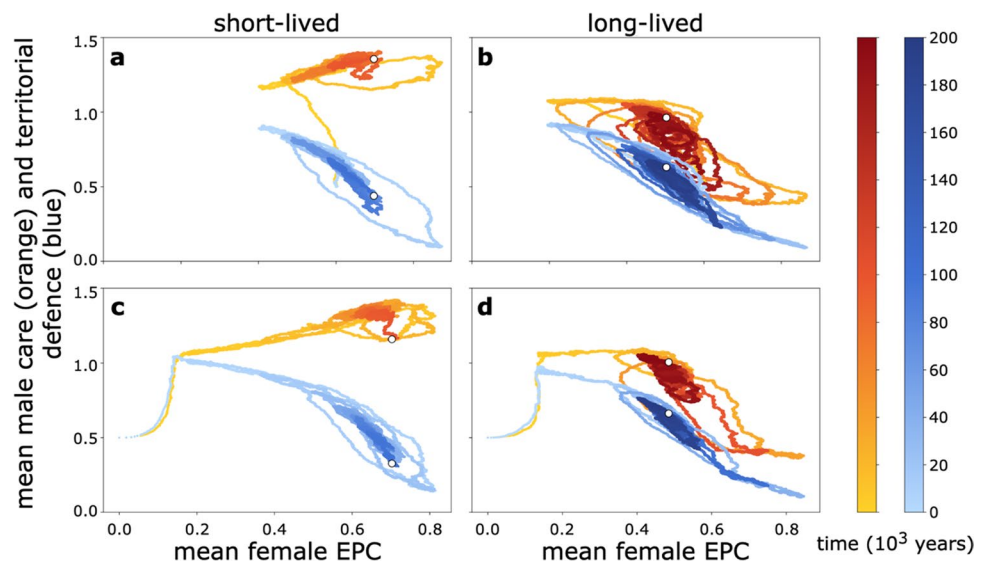 short-lived
long-lived
mean male care (orange) and territorial
defence (blue)
a
1.5
1.0
0.5
0.0
b
c
1.5
1.0
0.5
0.0
0.0
0.2
0.4
0.6
0.8
d
0.0
0.2
0.4
0.6
0.8
mean female EPC
mean female EPC
200
180
160
140
120
100
80
60
40
20
0
time (10³ years)